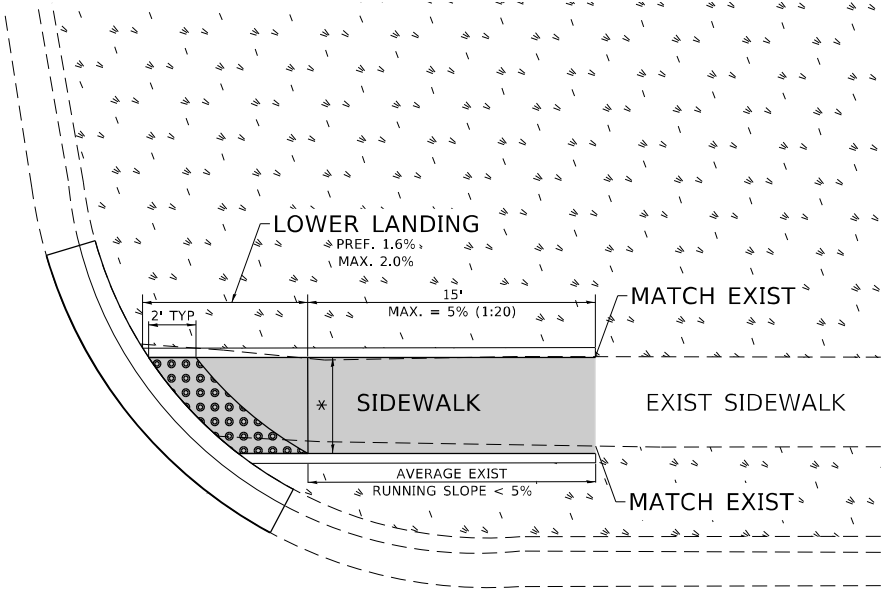 LOWER LANDING
PREF. 1.6%
MAX. 2.0%
15'
MAX. = 5% (1:20)
MATCH EXIST
2' TYP
*
SIDEWALK
EXIST SIDEWALK
AVERAGE EXIST
RUNNING SLOPE < 5%
MATCH EXIST